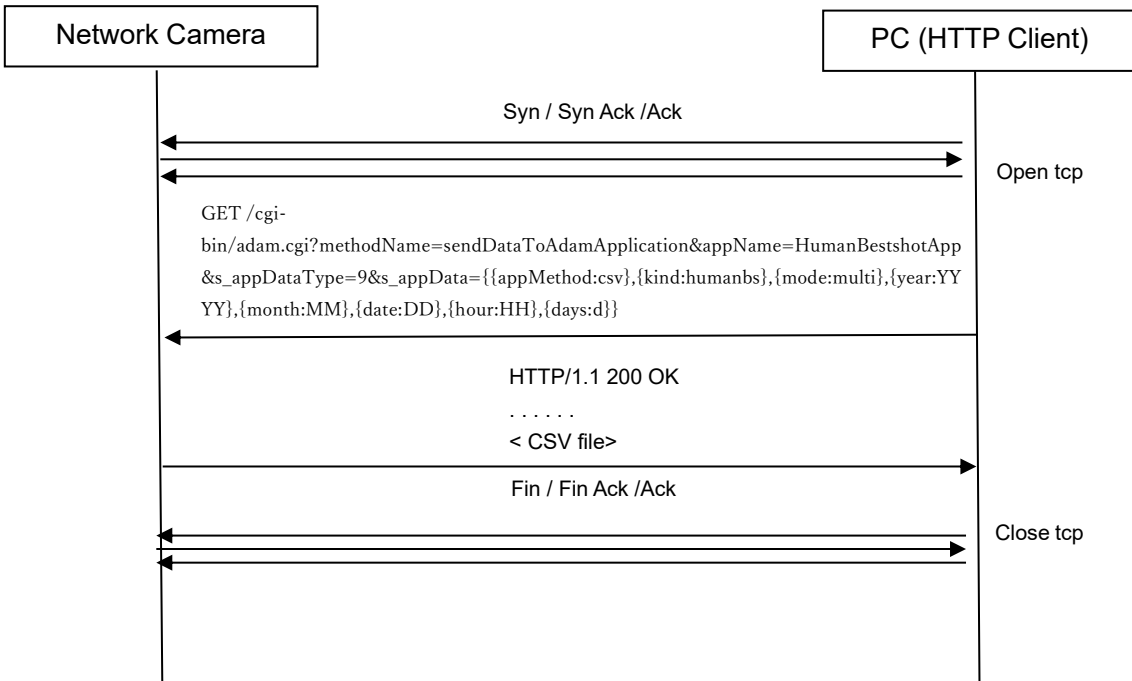 Network Camera
PC (HTTP Client)
Syn / Syn Ack /Ack
Open tcp
GET /cgi-
bin/adam.cgi?methodName=sendDataToAdamApplication&appName=HumanBestshotApp
&s_appDataType=9&s_appData={{appMethod:csv},{kind:humanbs},{mode:multi},{year:YY
YY},{month:MM},{date:DD},{hour:HH},{days:d}}
HTTP/1.1 200 OK
. . . . . .
< CSV file>
Fin / Fin Ack /Ack
Close tcp